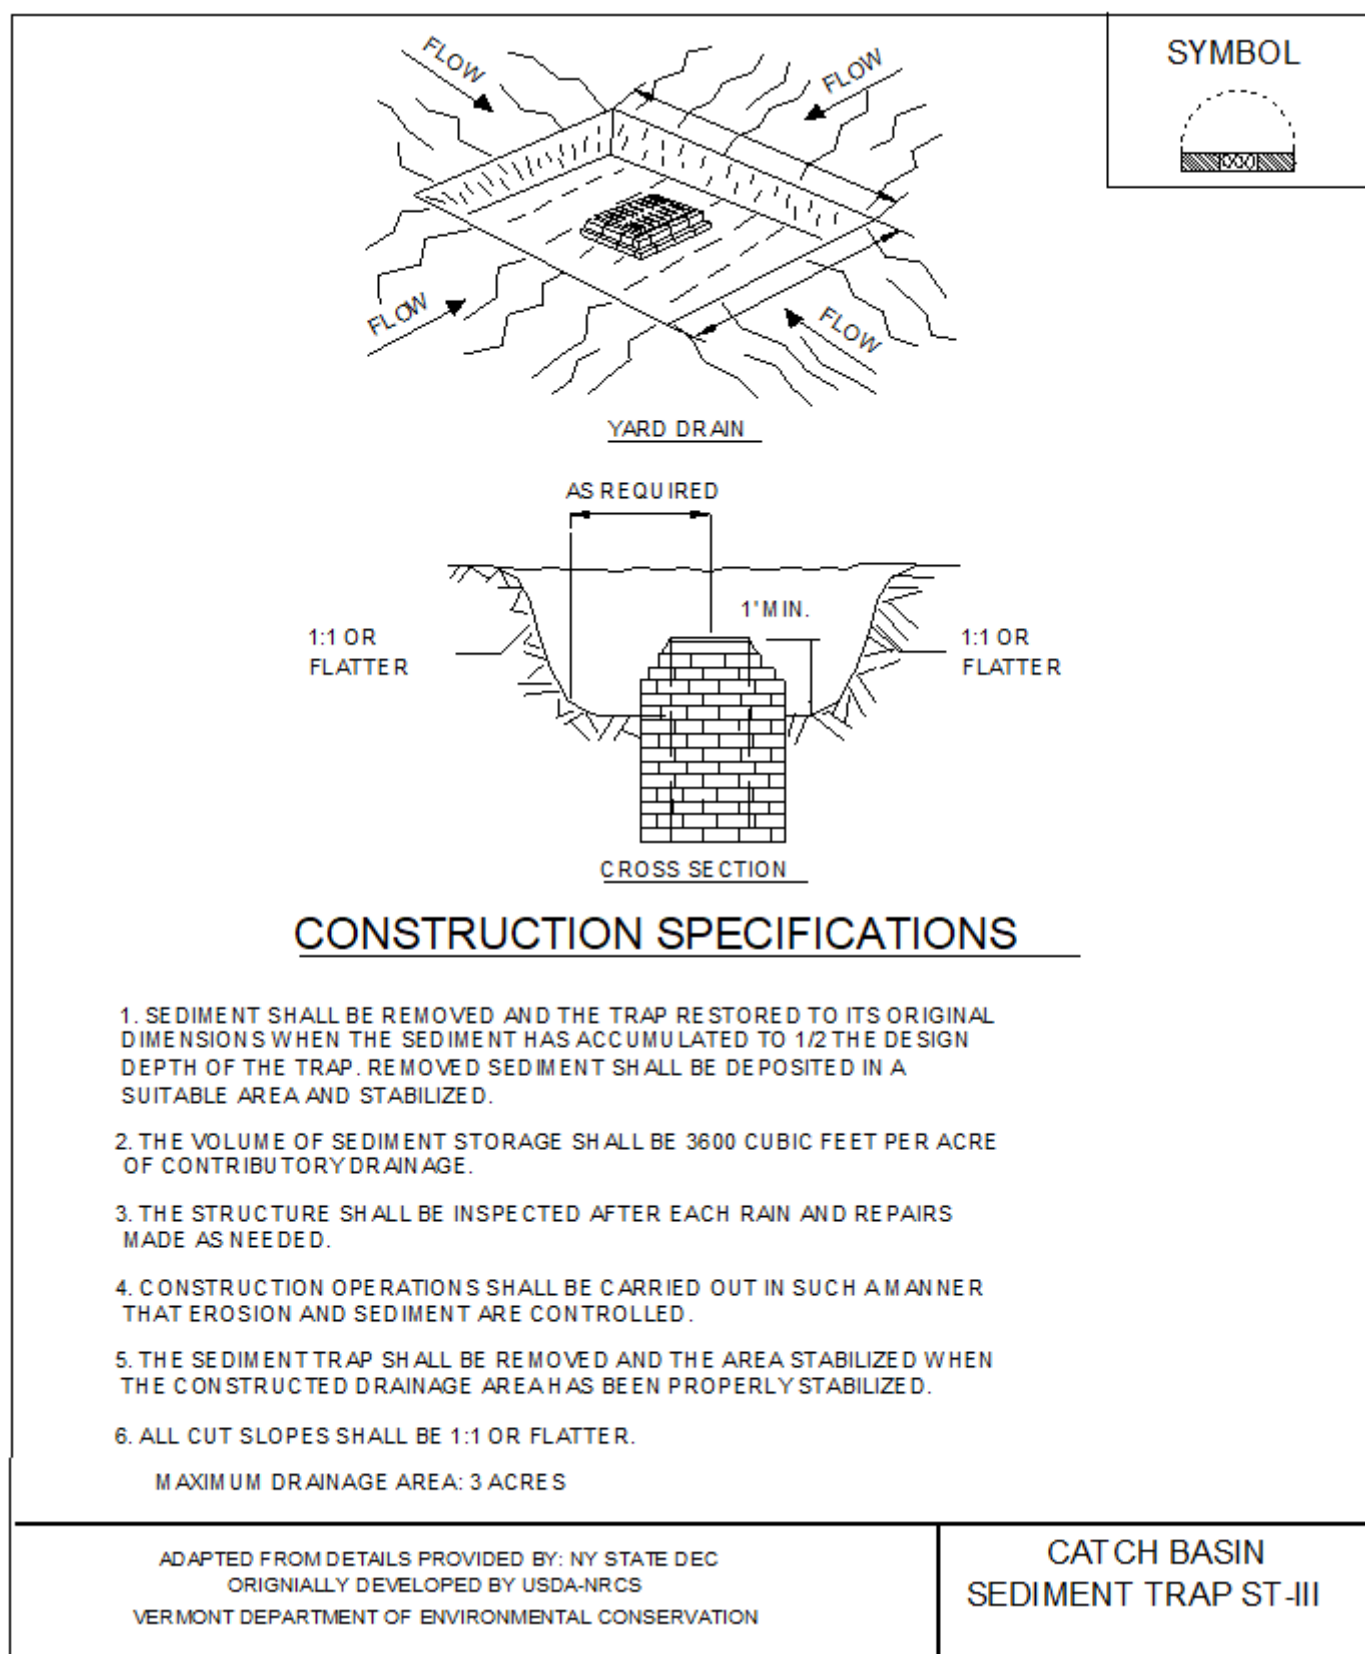 SYMBOL
FLOW
FLOW
FLOW
FLOW
YARD DRAIN
AS REQUIRED
1' MIN.
1:1 OR
FLATTER
1:1 OR
FLATTER
CROSS SECTION
CONSTRUCTION SPECIFICATIONS
1. SEDIMENT SHALL BE REMOVED AND THE TRAP RESTORED TO ITS ORIGINAL
DIMENSIONS WHEN THE SEDIMENT HAS ACCUMULATED TO 1/2 THE DESIGN
DEPTH OF THE TRAP. REMOVED SEDIMENT SHALL BE DEPOSITED IN A
SUITABLE AREA AND STABILIZED.
2. THE VOLUME OF SEDIMENT STORAGE SHALL BE 3600 CUBIC FEET PER ACRE
OF CONTRIBUTORY DRAINAGE.
3. THE STRUCTURE SHALL BE INSPECTED AFTER EACH RAIN AND REPAIRS
MADE AS NEEDED.
4. CONSTRUCTION OPERATIONS SHALL BE CARRIED OUT IN SUCH A MANNER
THAT EROSION AND SEDIMENT ARE CONTROLLED.
5. THE SEDIMENT TRAP SHALL BE REMOVED AND THE AREA STABILIZED WHEN
THE CONSTRUCTED DRAINAGE AREA HAS BEEN PROPERLY STABILIZED.
6. ALL CUT SLOPES SHALL BE 1:1 OR FLATTER.
MAXIMUM DRAINAGE AREA: 3 ACRES
ADAPTED FROM DETAILS PROVIDED BY: NY STATE DEC
ORIGNIALLY DEVELOPED BY USDA-NRCS
VERMONT DEPARTMENT OF ENVIRONMENTAL CONSERVATION
CATCH BASIN
SEDIMENT TRAP ST-III